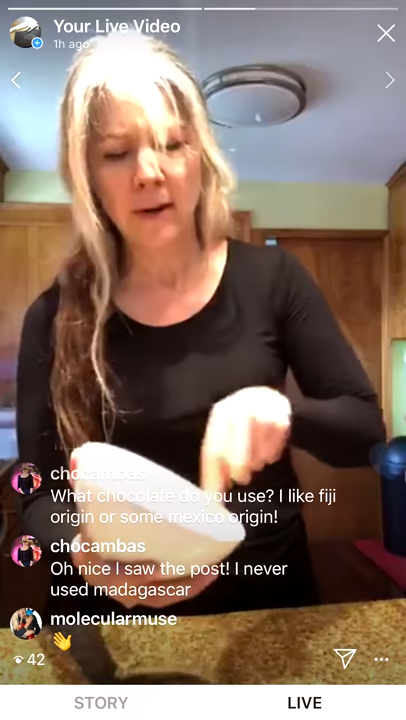 Your Live Video
1h ago
chocambas
What chocolate do you use? I like fiji
origin or some mexico origin!
chocambas
Oh nice I saw the post! I never
used madagascar
molecularmuse
👋
42
STORY
LIVE